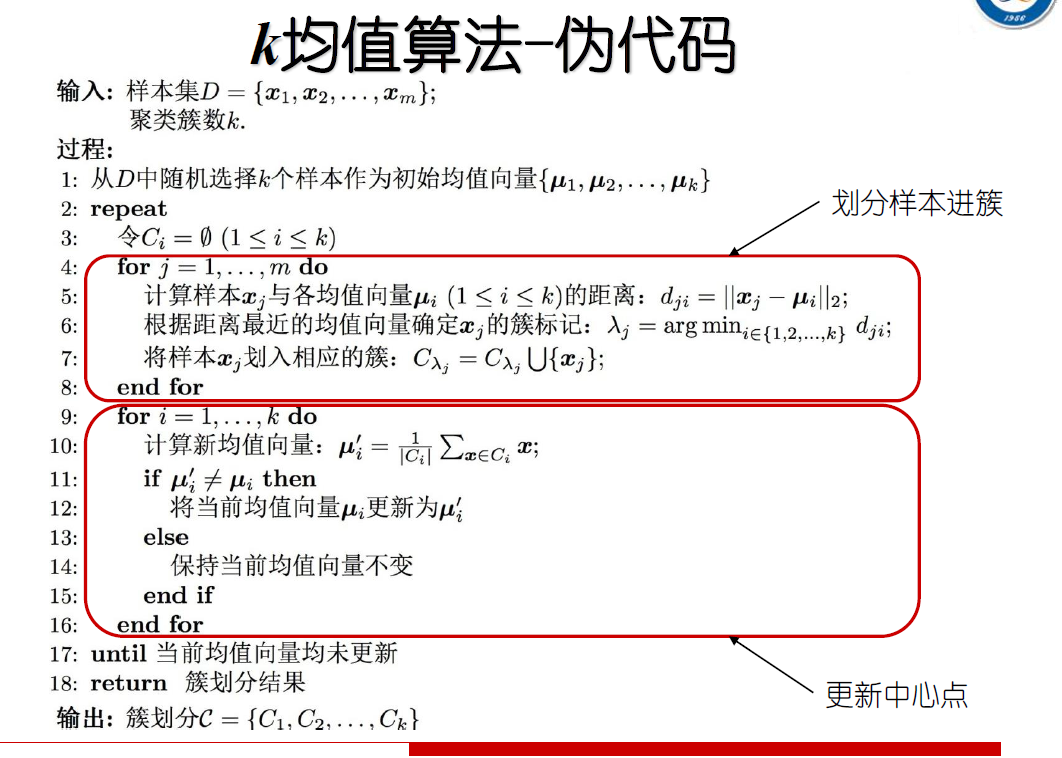 k均值算法-伪代码
1986
输入: 样本集D = {x₁, x₂, . . . , xₘ};
聚类簇数k.
过程:
1: 从D中随机选择k个样本作为初始均值向量{μ₁, μ₂, . . . , μₖ}
2: repeat
3: 令Cᵢ = ∅ (1 ≤ i ≤ k)
4: for j = 1, . . . , m do
5: 计算样本xⱼ与各均值向量μᵢ (1 ≤ i ≤ k)的距离: dⱼᵢ = ||xⱼ − μᵢ||₂;
6: 根据距离最近的均值向量确定xⱼ的簇标记: λⱼ = arg min_{i∈{1,2,...,k}} dⱼᵢ;
7: 将样本xⱼ划入相应的簇: C_{λⱼ} = C_{λⱼ} ⋃{xⱼ};
8: end for
9: for i = 1, . . . , k do
10: 计算新均值向量: μ′ᵢ = \frac{1}{|Cᵢ|} ∑_{x∈Cᵢ} x;
11: if μ′ᵢ ≠ μᵢ then
12: 将当前均值向量μᵢ更新为μ′ᵢ
13: else
14: 保持当前均值向量不变
15: end if
16: end for
17: until 当前均值向量均未更新
18: return 簇划分结果
输出: 簇划分C = {C₁, C₂, . . . , Cₖ}
划分样本进簇
更新中心点